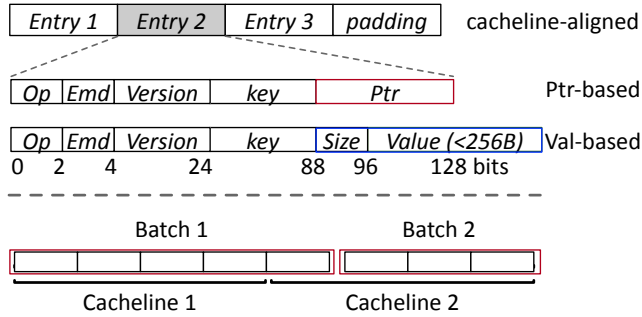 Entry 1 Entry 2 Entry 3 padding cacheline-aligned
Op Emd Version key Ptr Ptr-based
Op Emd Version key Size Value (<256B) Val-based
0 2 4 24 88 96 128 bits
Batch 1 Batch 2
Cacheline 1 Cacheline 2